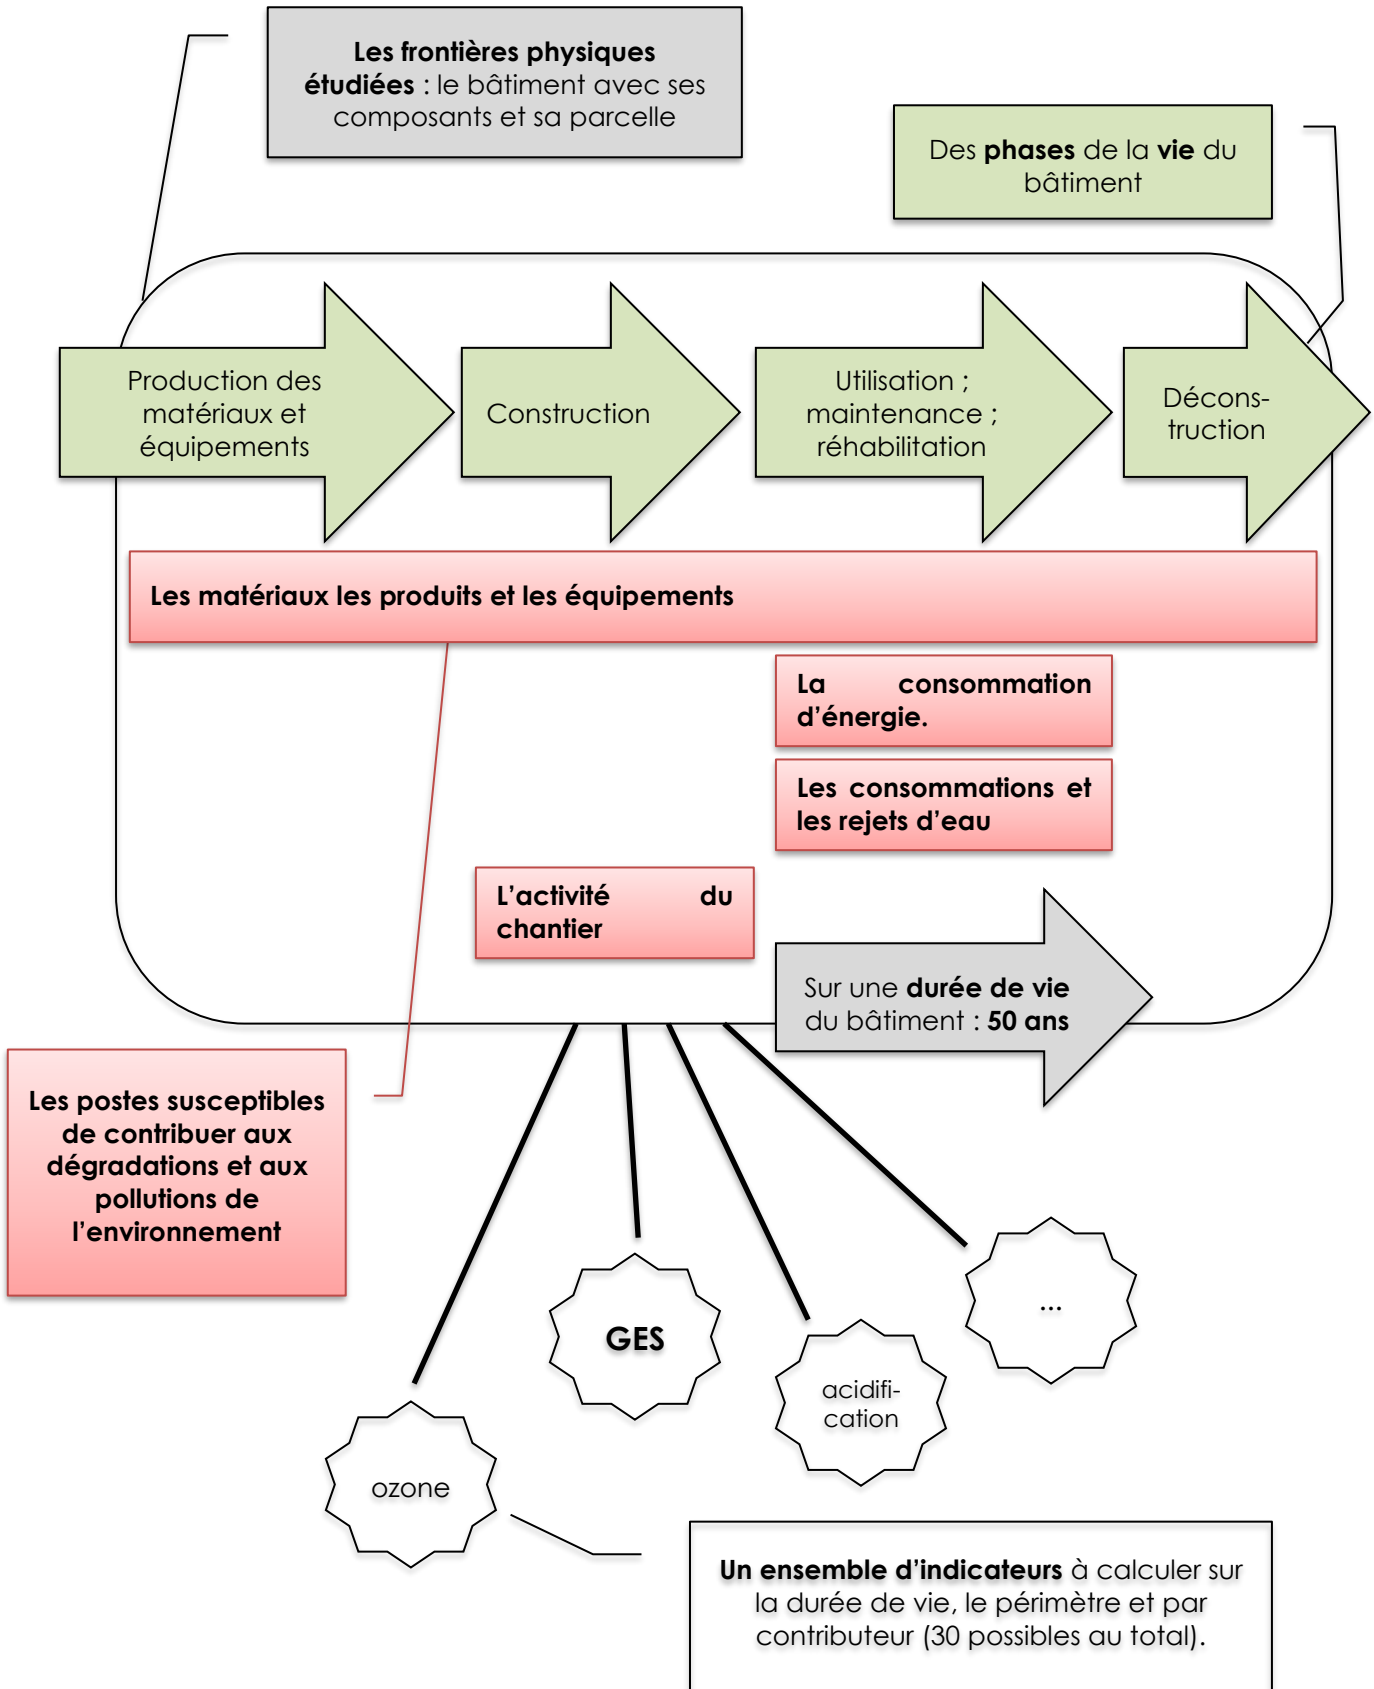 Les frontières physiques
étudiées : le bâtiment avec ses
composants et sa parcelle
Des phases de la vie du
bâtiment
Production des
matériaux et
équipements
Construction
Utilisation ;
maintenance ;
réhabilitation
Décons-
truction
Les matériaux les produits et les équipements
La consommation
d’énergie.
Les consommations et
les rejets d’eau
L’activité du
chantier
Sur une durée de vie
du bâtiment : 50 ans
Les postes susceptibles
de contribuer aux
dégradations et aux
pollutions de
l’environnement
GES
...
acidifi-
cation
ozone
Un ensemble d’indicateurs à calculer sur
la durée de vie, le périmètre et par
contributeur (30 possibles au total).